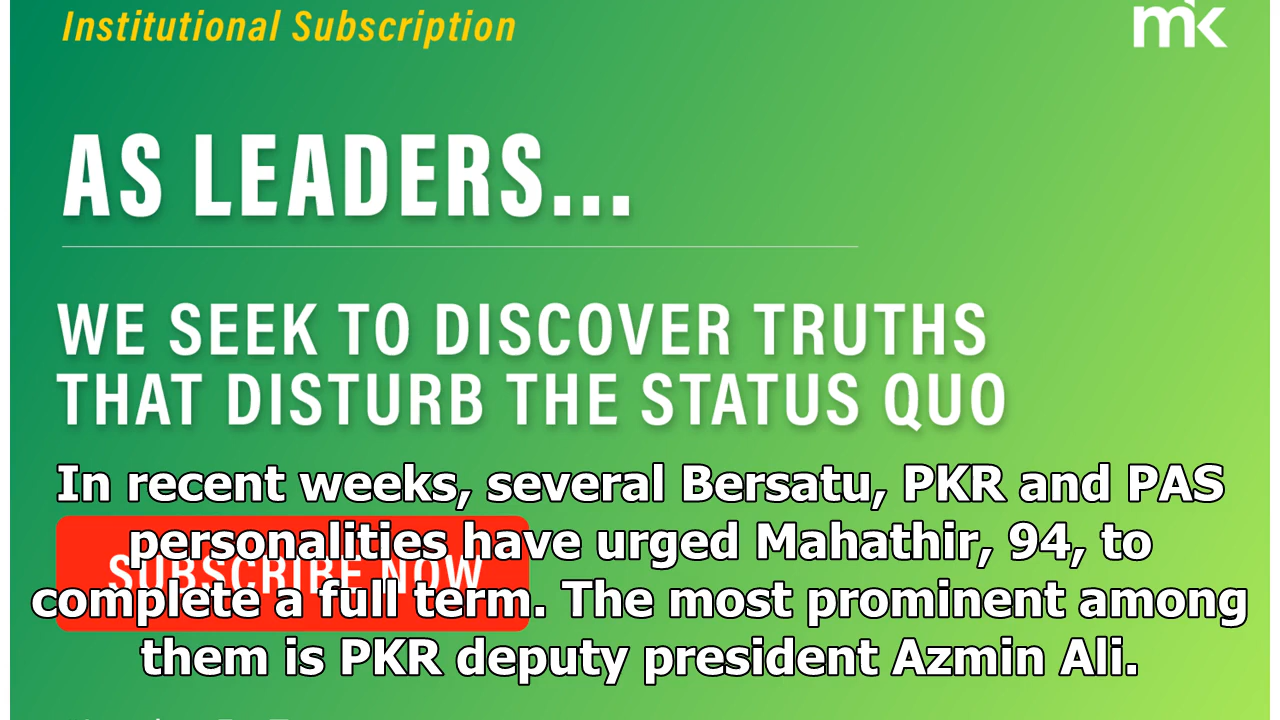 Institutional Subscription
mk
AS LEADERS...
WE SEEK TO DISCOVER TRUTHS
THAT DISTURB THE STATUS QUO
In recent weeks, several Bersatu, PKR and PAS
personalities have urged Mahathir, 94, to
SUBSCRIBE NOW
complete a full term. The most prominent among
them is PKR deputy president Azmin Ali.